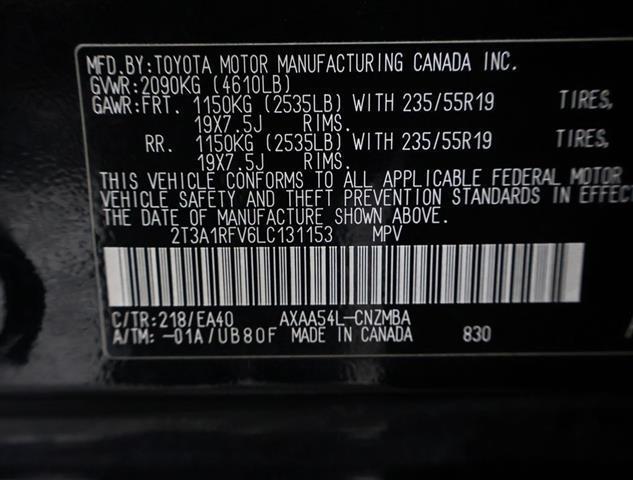 MFD.BY:TOYOTA MOTOR MANUFACTURING CANADA INC.
GVWR:2090KG (4610LB)
GAWR:FRT. 1150KG (2535LB) WITH 235/55R19 TIRES,
19X7.5J RIMS.
RR. 1150KG (2535LB) WITH 235/55R19 TIRES,
19X7.5J RIMS.
THIS VEHICLE CONFORMS TO ALL APPLICABLE FEDERAL MOTOR
VEHICLE SAFETY AND THEFT PREVENTION STANDARDS IN EFFECT
THE DATE OF MANUFACTURE SHOWN ABOVE.
2T3A1RFV6LC131153 MPV
C/TR:218/EA40 AXAA54L-CNZMBA
A/TM: -01A/UB80F MADE IN CANADA 830